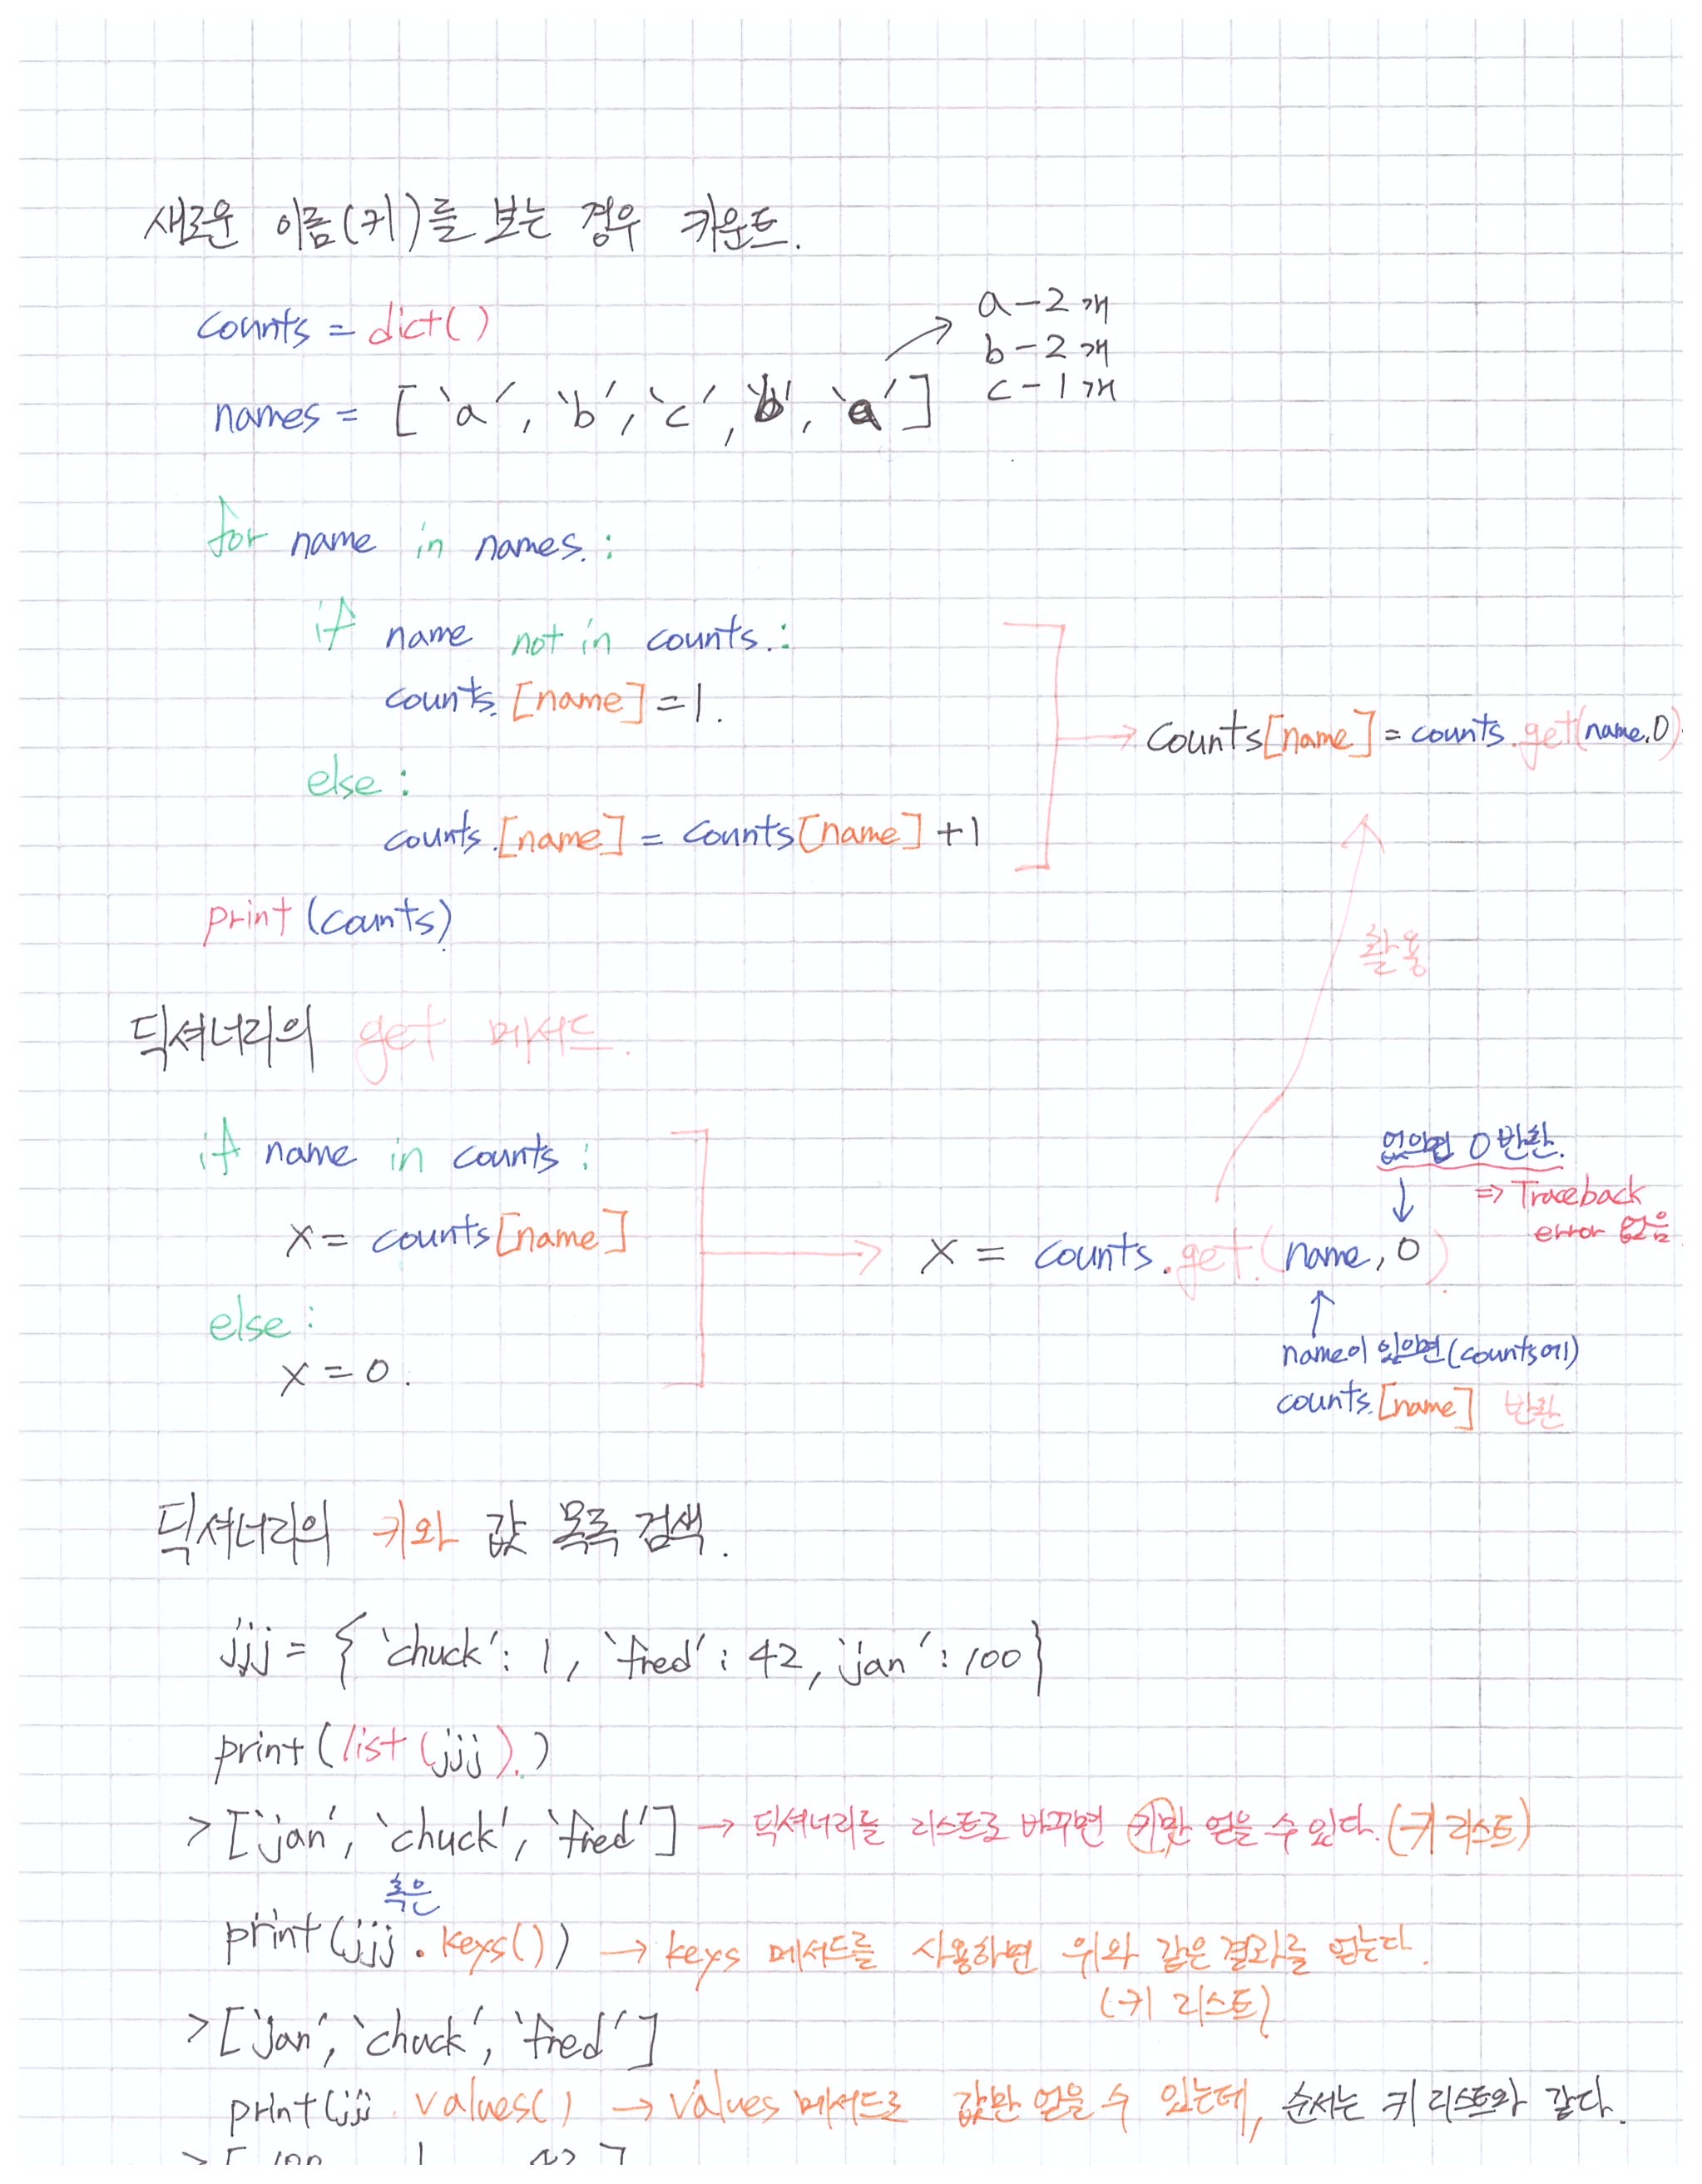 새로운 이름(키)를 보는 경우 카운트.
counts = dict()
a - 2개
b - 2개
c - 1개
names = [ 'a', 'b', 'c', 'b', 'a' ]
for name in names :
if name not in counts :
counts [name] = 1.
else :
counts [name] = counts[name] +1
→ Counts[name] = counts.get(name,0)
print (counts)
활용
딕셔너리의 get 메서드.
if name in counts :
x = counts[name]
else :
x = 0.
→ x = counts.get(name, 0)
없으면 0 반환.
⇒ Traceback
error 없음
name이 있으면(counts에)
counts [name] 반환
딕셔너리의 키와 값 목록 검색.
jjj = { 'chuck' : 1, 'fred' : 42, 'jan' : 100}
print (list (jjj) )
> ['jan', 'chuck', 'fred'] → 딕셔너리를 리스트로 바꾸면 키만 얻을 수 있다. (키 리스트)
혹은
print (jjj . keys()) → keys 메서드를 사용하면 위와 같은 결과를 얻는다.
(키 리스트)
> ['jan', 'chuck', 'fred']
print (jjj . values() → values 메서드로 값만 얻을 수 있는데, 순서는 키 리스트와 같다.
> [ 100 1 42 ]